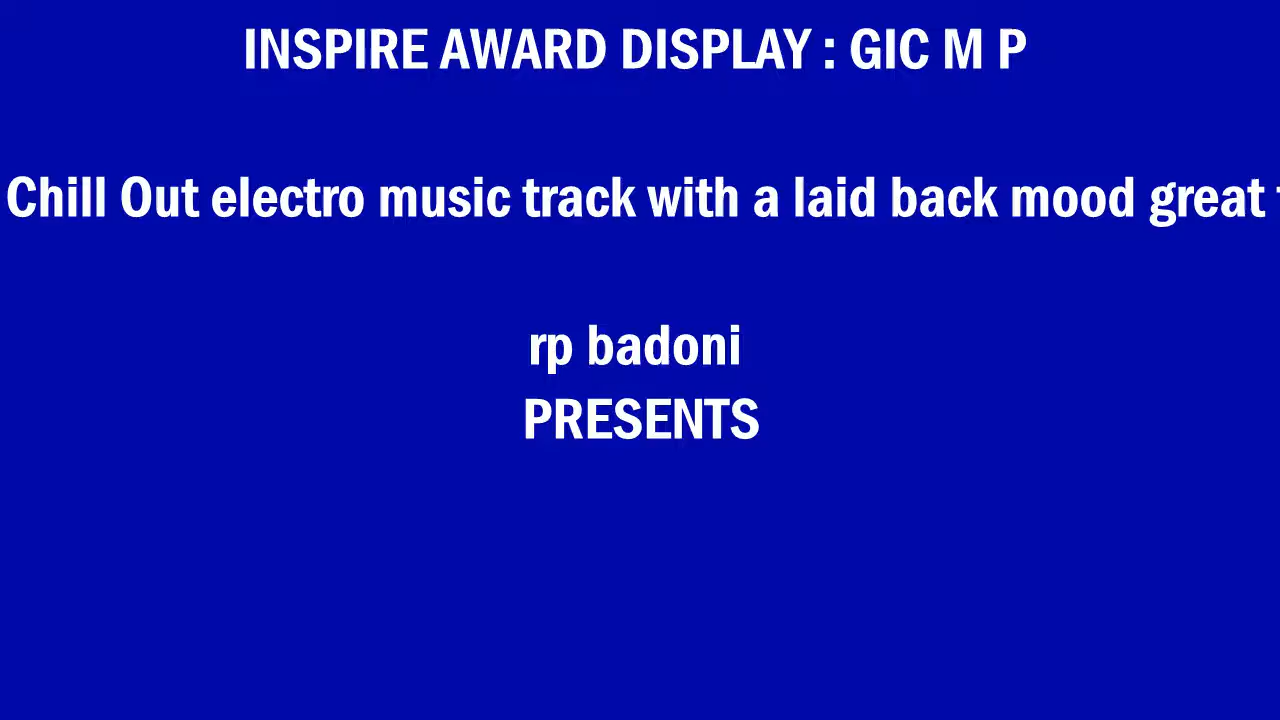 INSPIRE AWARD DISPLAY : GIC M P
Chill Out electro music track with a laid back mood great
rp badoni
PRESENTS